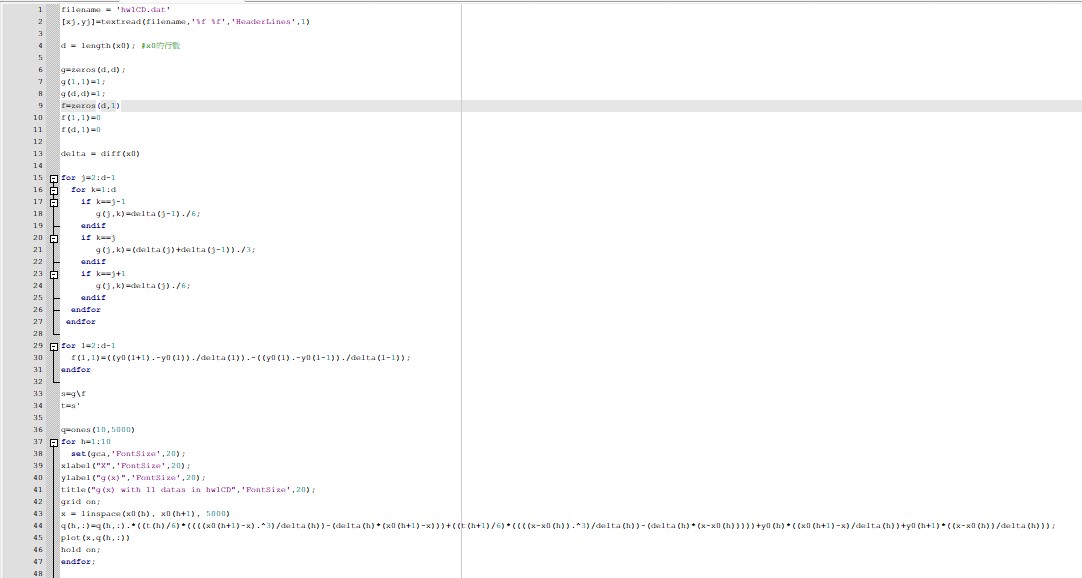 1 filename = 'hw1CD.dat'
2 [xj,yj]=textread(filename,'%f %f','HeaderLines',1)
3
4 d = length(x0); #x0的行數
5
6 g=zeros(d,d);
7 g(1,1)=1;
8 g(d,d)=1;
9 f=zeros(d,1)
10 f(1,1)=0
11 f(d,1)=0
12
13 delta = diff(x0)
14
15 for j=2:d-1
16 for k=1:d
17 if k==j-1
18 g(j,k)=delta(j-1)./6;
19 endif
20 if k==j
21 g(j,k)=(delta(j)+delta(j-1))./3;
22 endif
23 if k==j+1
24 g(j,k)=delta(j)./6;
25 endif
26 endfor
27 endfor
28
29 for l=2:d-1
30 f(l,1)=((y0(l+1).-y0(l))./delta(l)).-((y0(l).-y0(l-1))./delta(l-1));
31 endfor
32
33 s=g\f
34 t=s'
35
36 q=ones(10,5000)
37 for h=1:10
38 set(gca,'FontSize',20);
39 xlabel("X",'FontSize',20);
40 ylabel("g(x)",'FontSize',20);
41 title("g(x) with 11 datas in hw1CD",'FontSize',20);
42 grid on;
43 x = linspace(x0(h), x0(h+1), 5000)
44 q(h,:)=q(h,:).*((t(h)/6)*((((x0(h+1)-x).^3)/delta(h))-(delta(h)*(x0(h+1)-x)))+((t(h+1)/6)*((((x-x0(h)).^3)/delta(h))-(delta(h)*(x-x0(h)))))+y0(h)*((x0(h+1)-x)/delta(h))+y0(h+1)*((x-x0(h))/delta(h)));
45 plot(x,q(h,:))
46 hold on;
47 endfor;
48